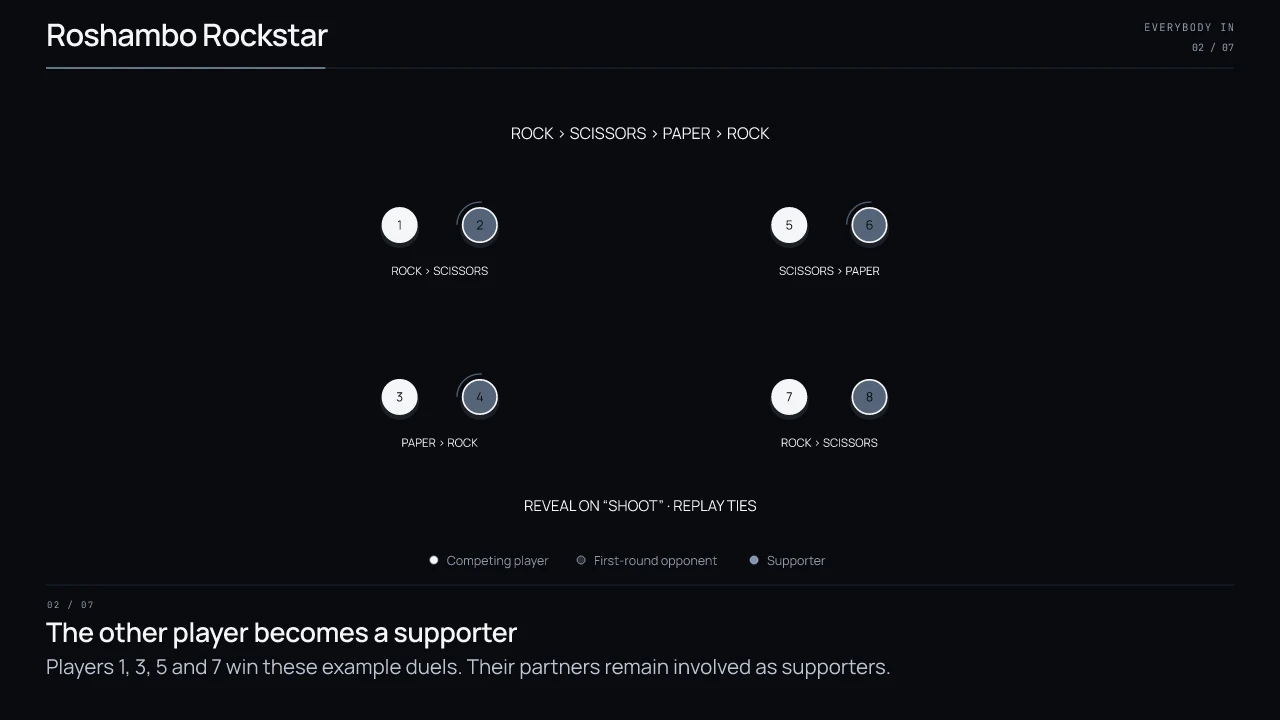 Roshambo Rockstar
EVERYBODY IN
02 / 07
ROCK > SCISSORS > PAPER > ROCK
1 2 5 6
ROCK > SCISSORS SCISSORS > PAPER
3 4 7 8
PAPER > ROCK ROCK > SCISSORS
REVEAL ON “SHOOT” · REPLAY TIES
Competing player First-round opponent Supporter
02 / 07
The other player becomes a supporter
Players 1, 3, 5 and 7 win these example duels. Their partners remain involved as supporters.